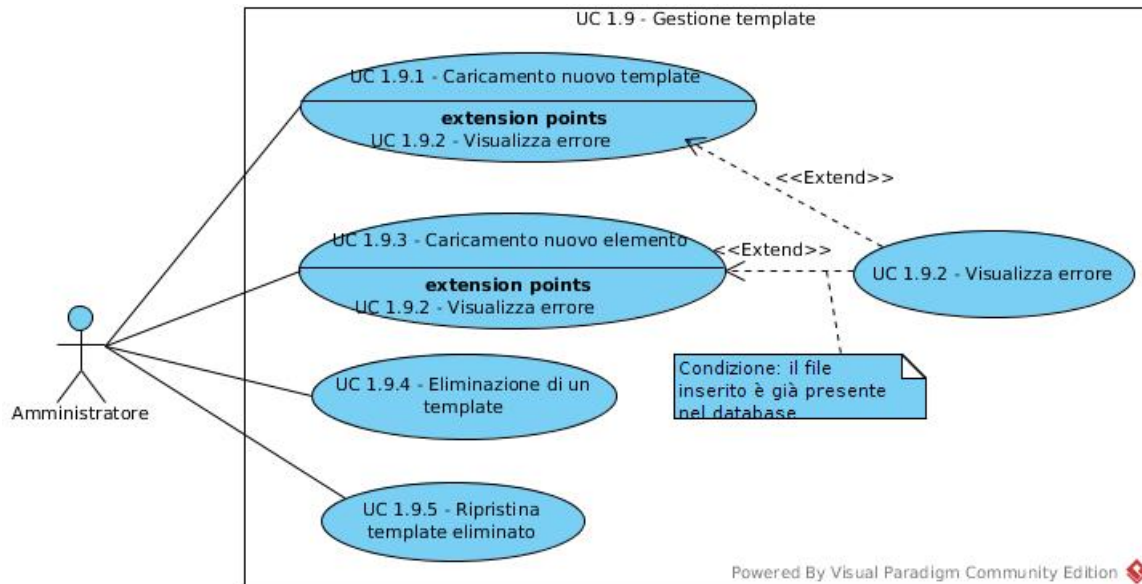 UC 1.9 - Gestione template
UC 1.9.1 - Caricamento nuovo template
extension points
UC 1.9.2 - Visualizza errore
<<Extend>>
UC 1.9.3 - Caricamento nuovo elemento
extension points
UC 1.9.2 - Visualizza errore
<<Extend>>
UC 1.9.2 - Visualizza errore
Condizione: il file
inserito è già presente
nel database
UC 1.9.4 - Eliminazione di un
template
Amministratore
UC 1.9.5 - Ripristina
template eliminato
Powered By Visual Paradigm Community Edition